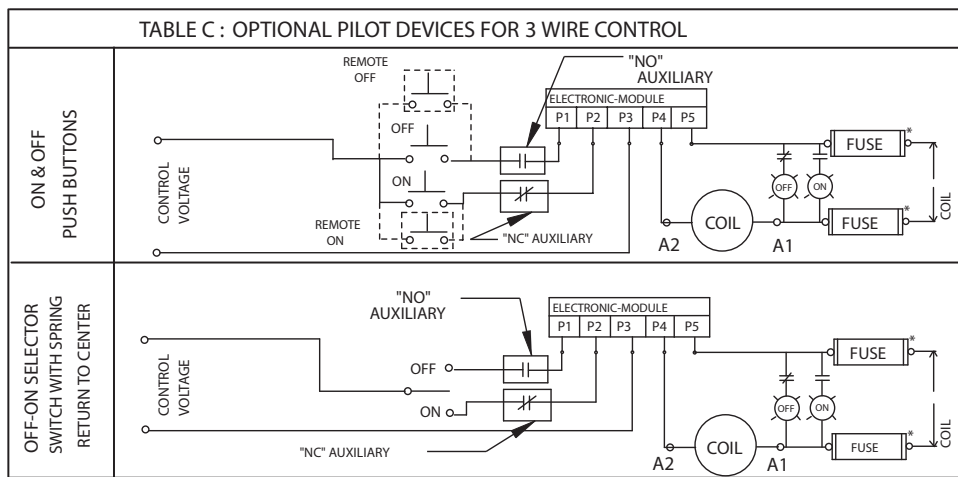 TABLE C : OPTIONAL PILOT DEVICES FOR 3 WIRE CONTROL
ON & OFF
PUSH BUTTONS
CONTROL
VOLTAGE
REMOTE
OFF
OFF
ON
REMOTE
ON
"NO"
AUXILIARY
"NC" AUXILIARY
ELECTRONIC-MODULE
P1 P2 P3 P4 P5
A2
COIL
A1
OFF
ON
FUSE *
FUSE *
COIL
OFF-ON SELECTOR
SWITCH WITH SPRING
RETURN TO CENTER
CONTROL
VOLTAGE
"NO"
AUXILIARY
OFF
ON
"NC" AUXILIARY
ELECTRONIC-MODULE
P1 P2 P3 P4 P5
A2
COIL
A1
OFF
ON
FUSE *
FUSE *
COIL